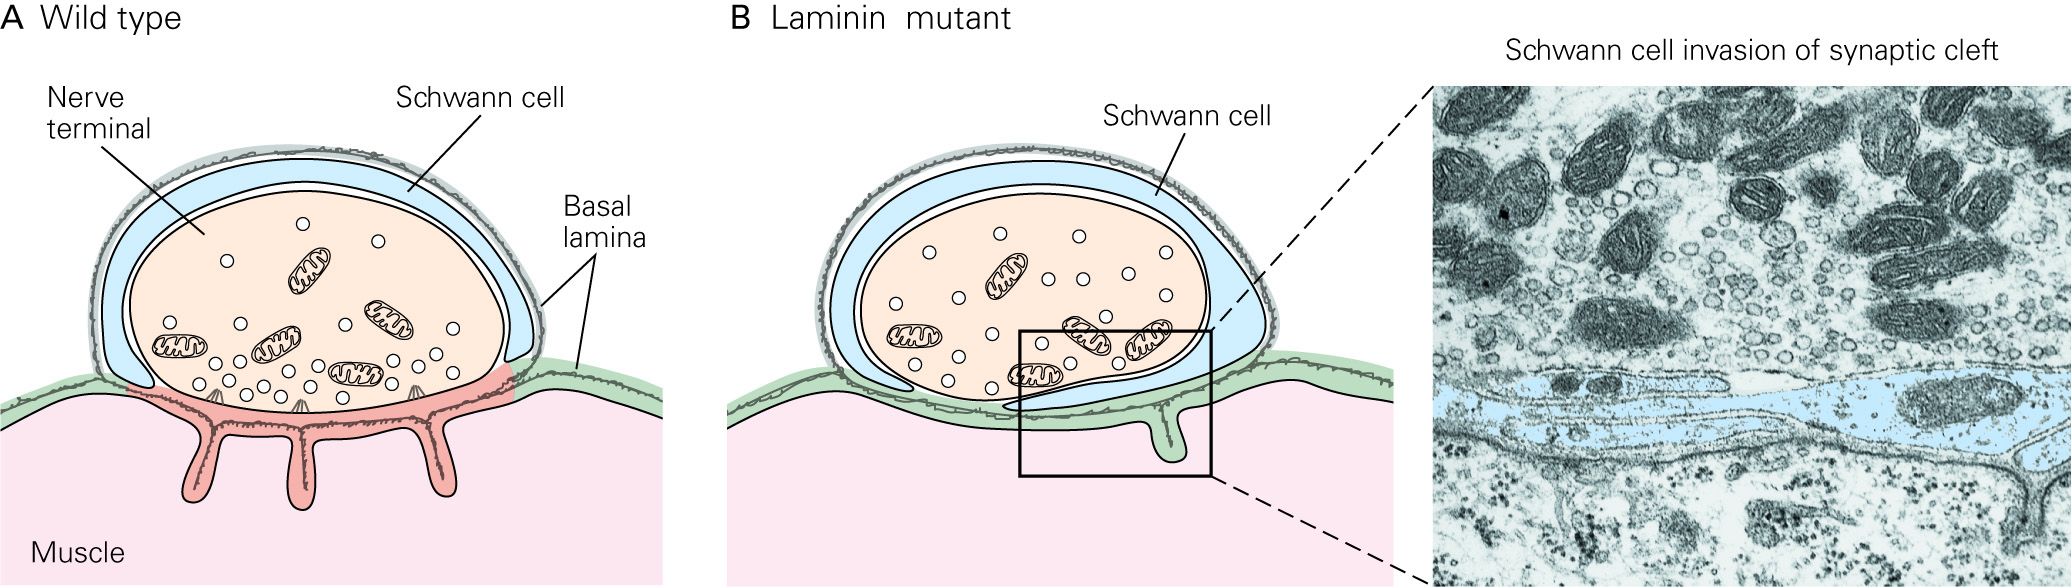 A Wild type
Nerve
terminal
Schwann cell
Basal
lamina
Muscle
B Laminin mutant
Schwann cell
Schwann cell invasion of synaptic cleft